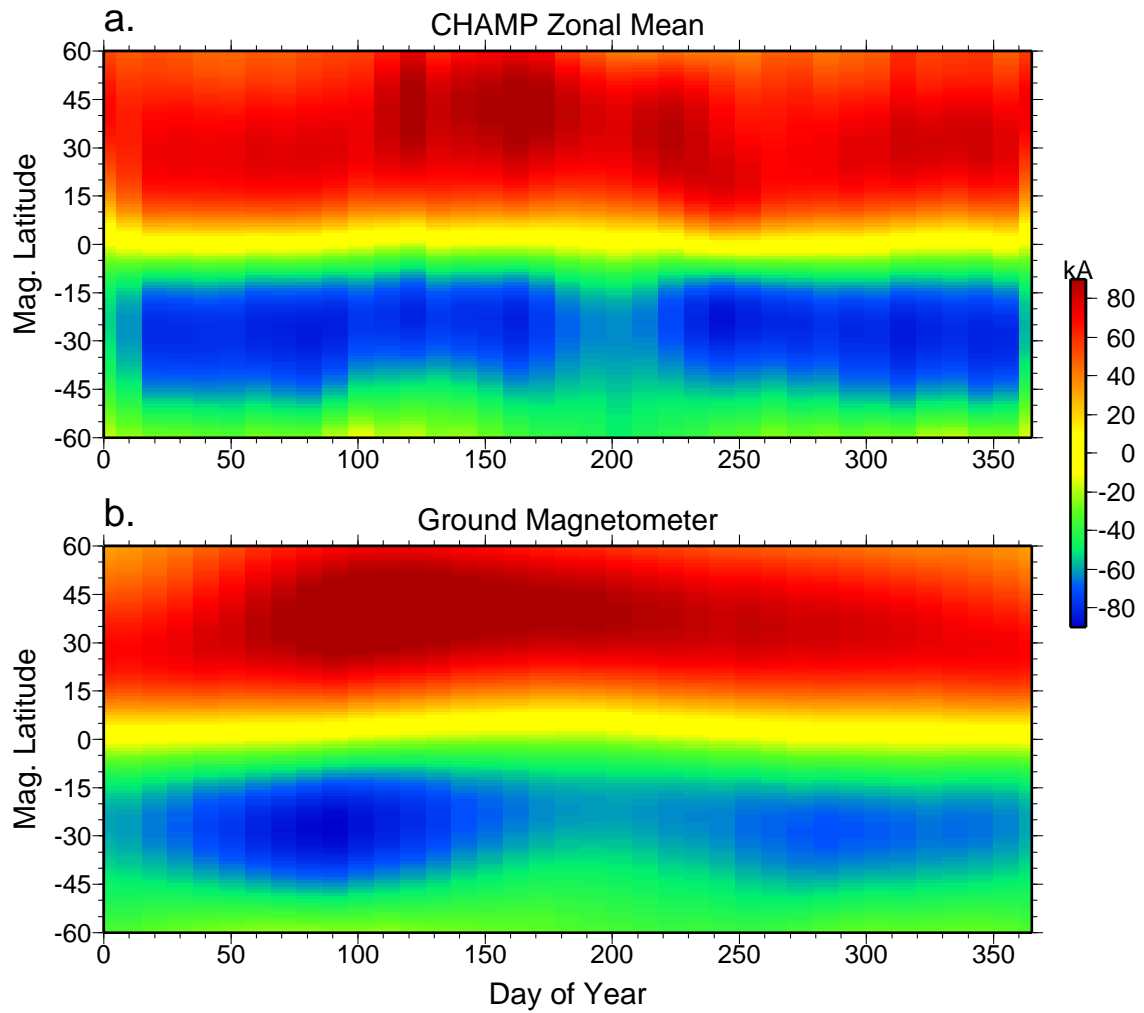 a.
CHAMP Zonal Mean
60
45
30
15
0
-15
-30
-45
-60
Mag. Latitude
0 50 100 150 200 250 300 350
kA
80
60
40
20
0
-20
-40
-60
-80
b.
Ground Magnetometer
60
45
30
15
0
-15
-30
-45
-60
Mag. Latitude
0 50 100 150 200 250 300 350
Day of Year